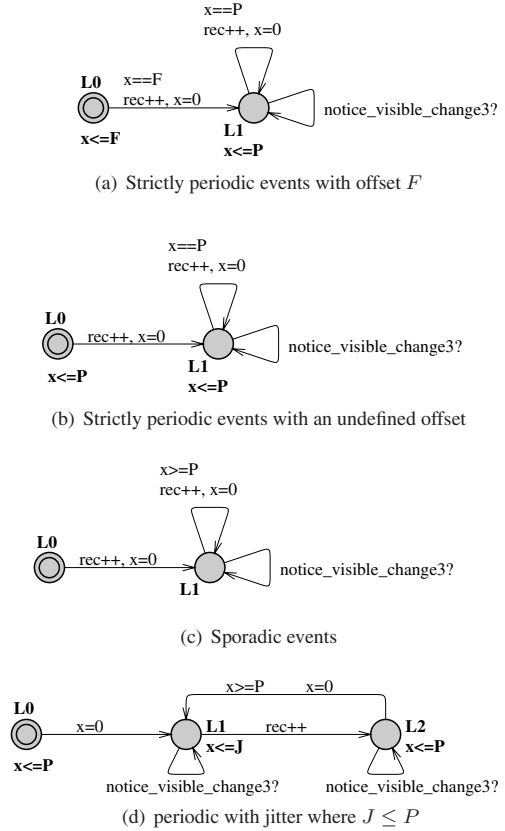 x==P
rec++, x=0
L0
x==F
rec++, x=0
notice_visible_change3?
x<=F
L1
x<=P
(a) Strictly periodic events with offset F
x==P
rec++, x=0
L0
rec++, x=0
notice_visible_change3?
x<=P
L1
x<=P
(b) Strictly periodic events with an undefined offset
x>=P
rec++, x=0
L0
rec++, x=0
notice_visible_change3?
L1
(c) Sporadic events
x>=P x=0
L0
x=0
L1
rec++
L2
x<=P
x<=J
x<=P
notice_visible_change3?
notice_visible_change3?
(d) periodic with jitter where J ≤ P